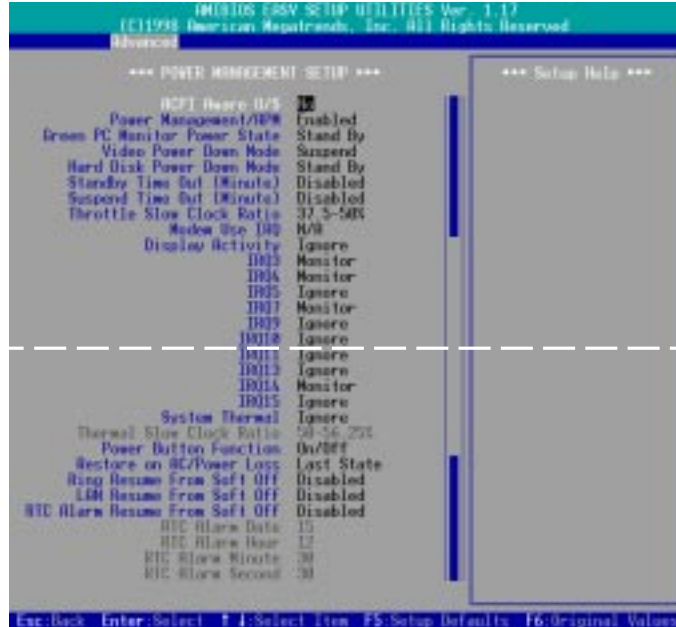 AMIBIOS EASY SETUP UTILITIES Ver. 1.17
(C)1998 American Megatrends, Inc. All Rights Reserved
Advanced
*** POWER MANAGEMENT SETUP ***
*** Setup Help ***
ACPI Aware O/S No
Power Management/APM Enabled
Green PC Monitor Power State Stand By
Video Power Down Mode Suspend
Hard Disk Power Down Mode Stand By
Standby Time Out (Minute) Disabled
Suspend Time Out (Minute) Disabled
Throttle Slow Clock Ratio 37.5-50%
Modem Use IRQ N/A
Display Activity Ignore
IRQ3 Monitor
IRQ4 Monitor
IRQ5 Ignore
IRQ7 Monitor
IRQ9 Ignore
IRQ10 Ignore
IRQ11 Ignore
IRQ13 Ignore
IRQ14 Monitor
IRQ15 Ignore
System Thermal Ignore
Thermal Slow Clock Ratio 50-56.25%
Power Button Function On/Off
Restore on AC/Power Loss Last State
Ring Resume From Soft Off Disabled
LAN Resume From Soft Off Disabled
RTC Alarm Resume From Soft Off Disabled
RTC Alarm Date 15
RTC Alarm Hour 12
RTC Alarm Minute 30
RTC Alarm Second 30
Esc:Back Enter:Select ↑↓:Select Item F5:Setup Defaults F6:Original Values